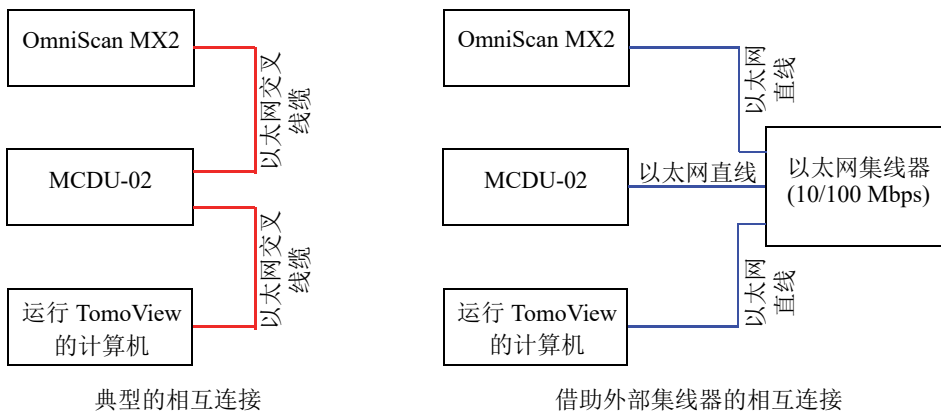 OmniScan MX2
以太网交叉
线缆
MCDU-02
以太网交叉
线缆
运行 TomoView
的计算机
典型的相互连接
OmniScan MX2
以太网
直线
MCDU-02
以太网直线
以太网集线器
(10/100 Mbps)
以太网
直线
运行 TomoView
的计算机
借助外部集线器的相互连接